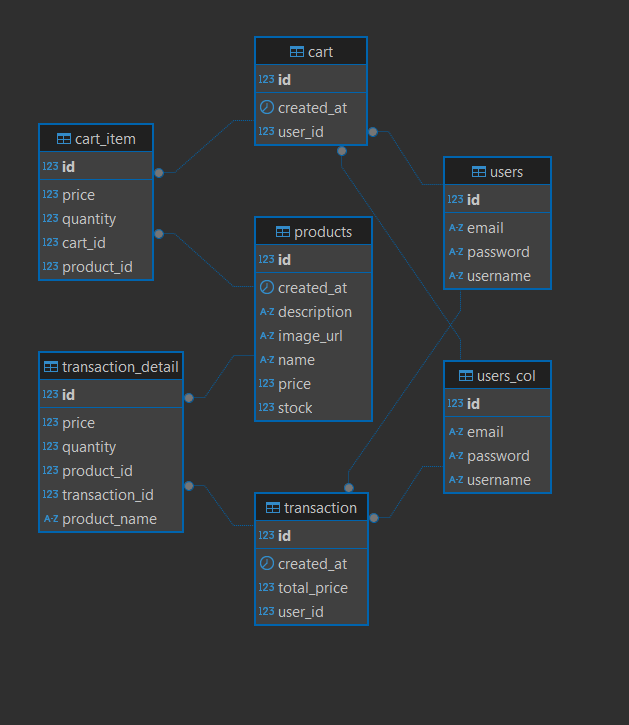 cart
123 id
created_at
123 user_id
cart_item
123 id
123 price
123 quantity
123 cart_id
123 product_id
users
123 id
A-Z email
A-Z password
A-Z username
products
123 id
created_at
A-Z description
A-Z image_url
A-Z name
123 price
123 stock
transaction_detail
123 id
123 price
123 quantity
123 product_id
123 transaction_id
A-Z product_name
users_col
123 id
A-Z email
A-Z password
A-Z username
transaction
123 id
created_at
123 total_price
123 user_id